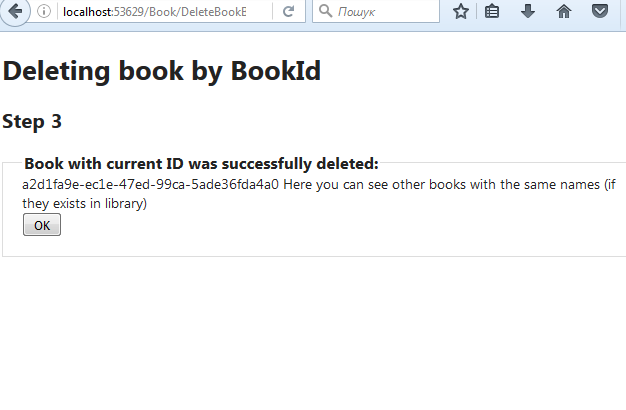 localhost:53629/Book/DeleteBookE
Пошук
Deleting book by BookId
Step 3
Book with current ID was successfully deleted:
a2d1fa9e-ec1e-47ed-99ca-5ade36fda4a0 Here you can see other books with the same names (if
they exists in library)
OK